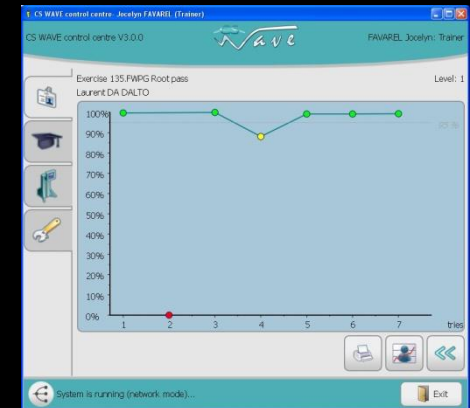 CS WAVE control centre- Jocelyn FAVAREL (Trainer)
CS WAVE control centre V3.0.0
Wave
FAVAREL Jocelyn: Trainer
Exercise 135.FWPG Root pass
Level: 1
Laurent DA DALTO
100%
95 %
90%
80%
70%
60%
50%
40%
30%
20%
10%
0%
1 2 3 4 5 6 7 tries
System is running (network mode)...
Exit